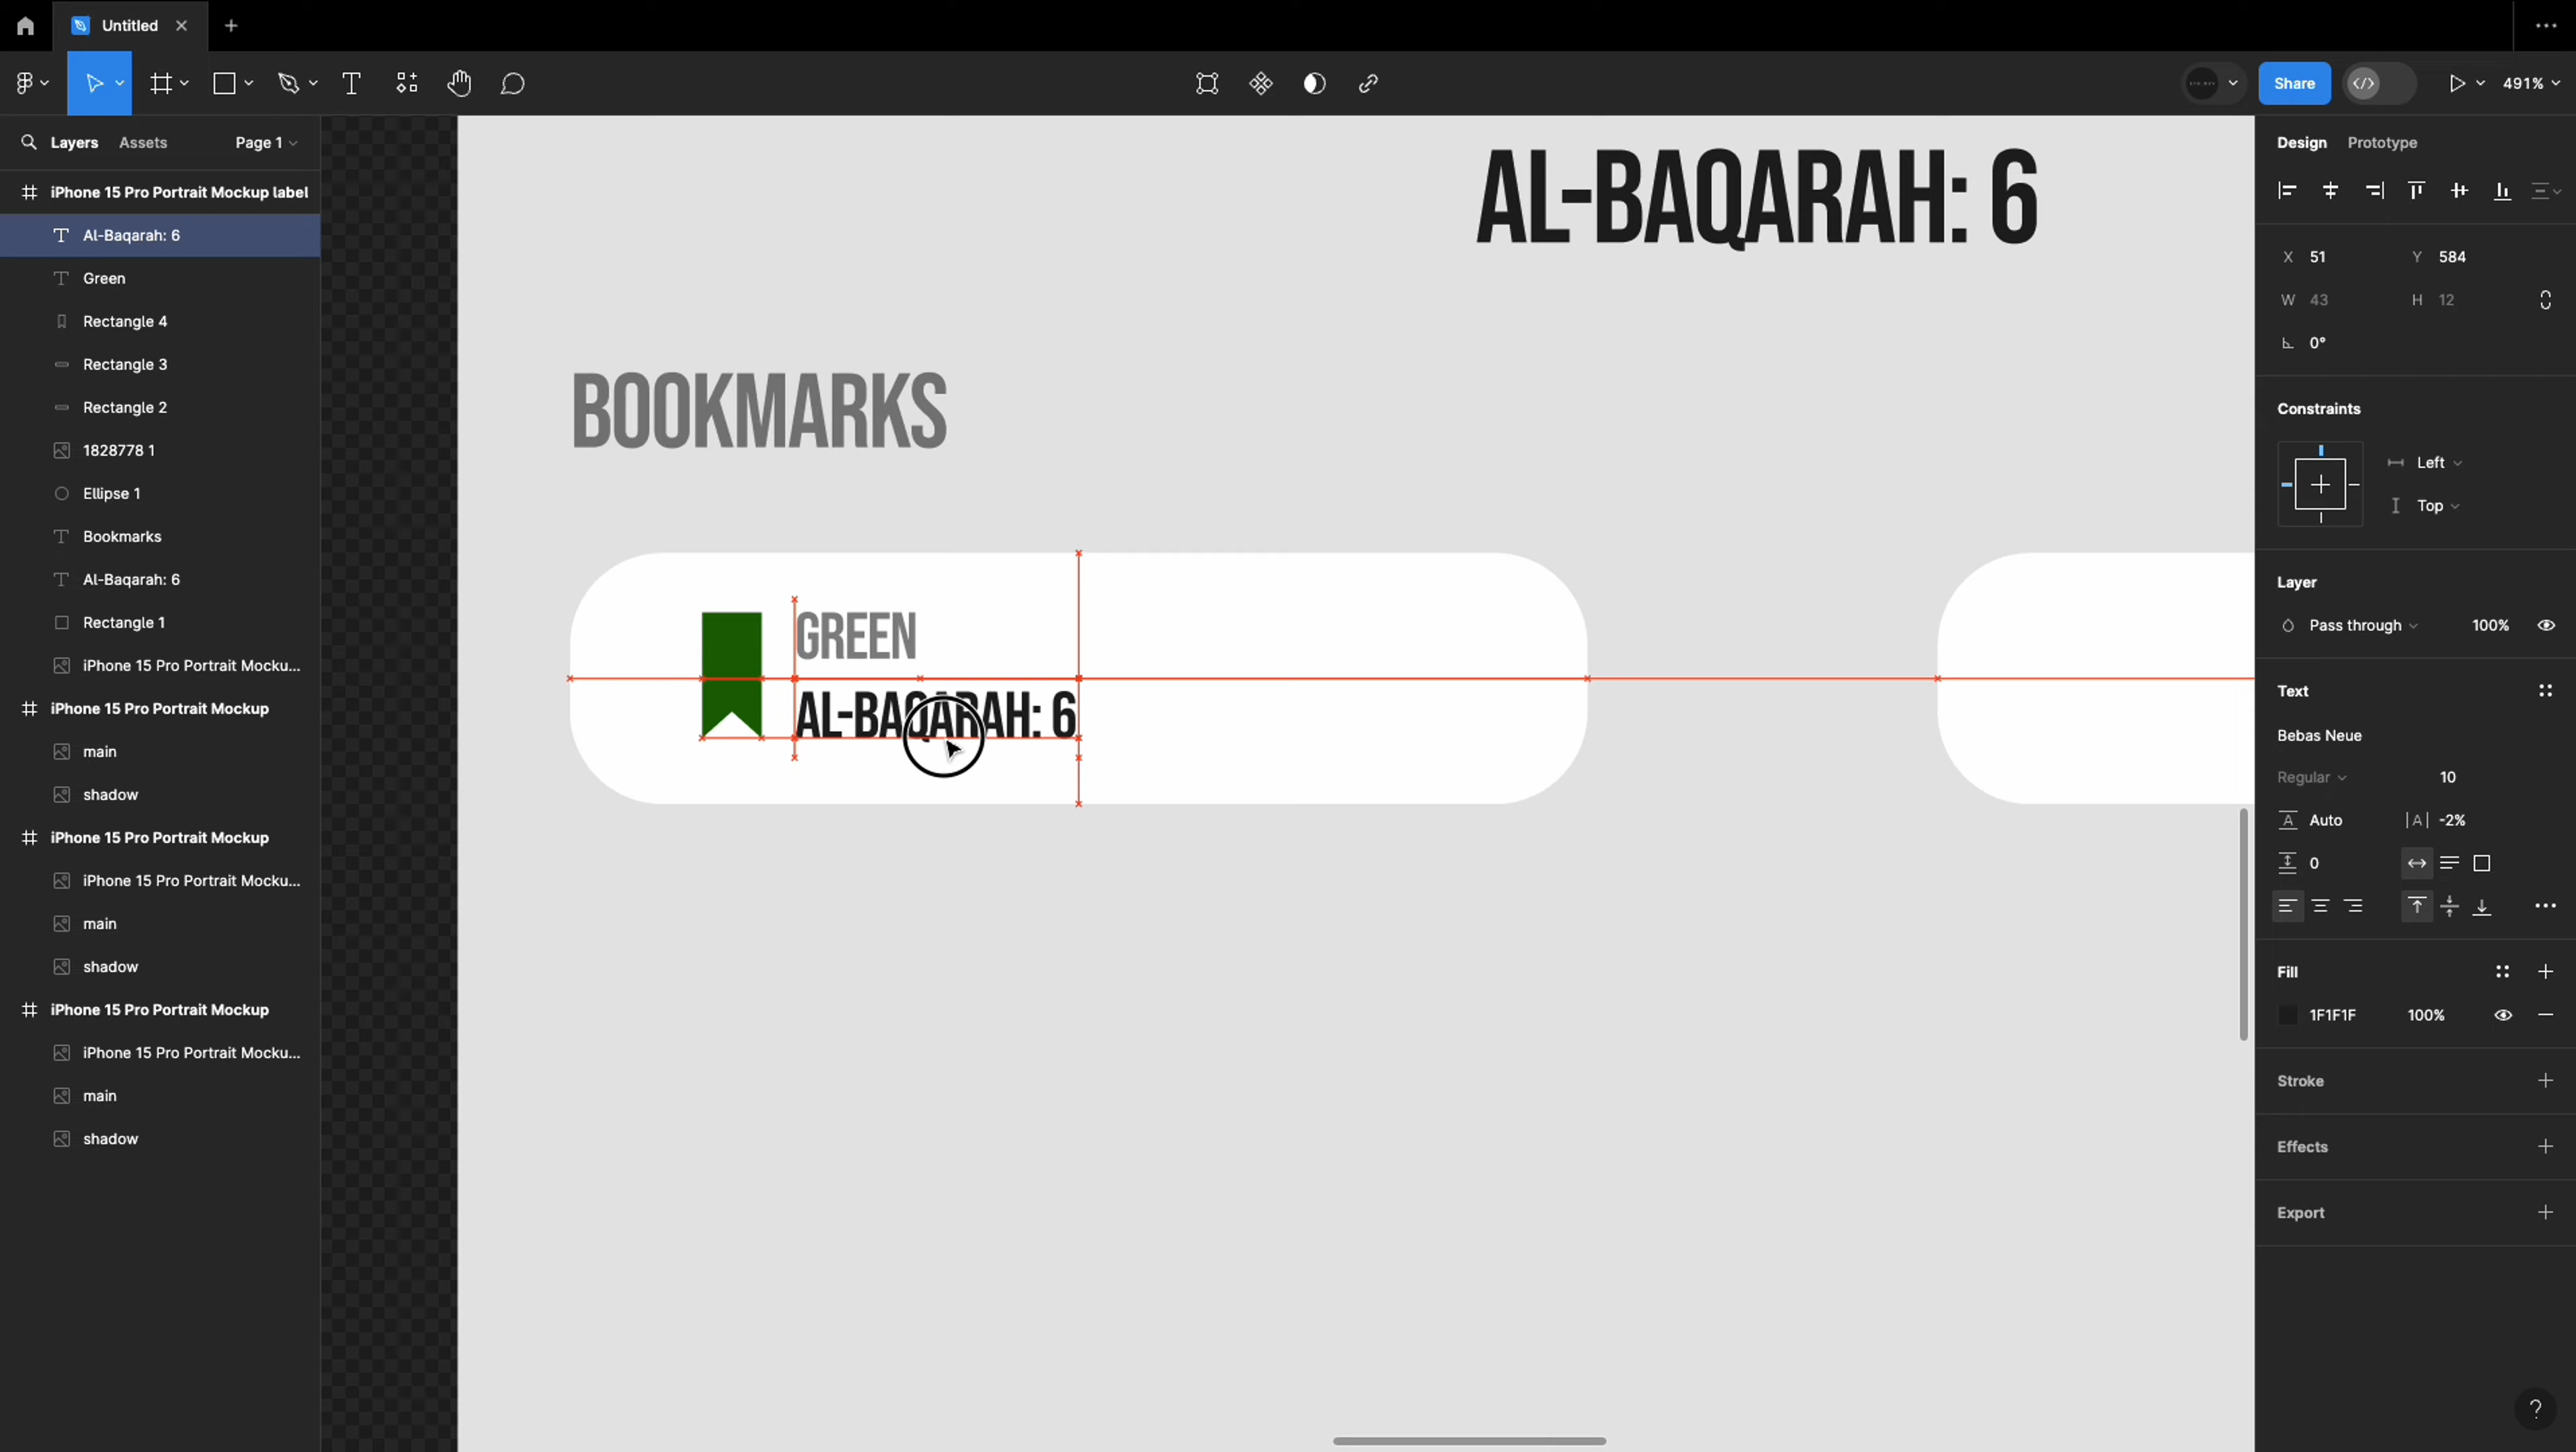 Untitled
Share
491%
Layers
Assets
Page 1
iPhone 15 Pro Portrait Mockup label
Al-Baqarah: 6
Green
Rectangle 4
Rectangle 3
Rectangle 2
1828778 1
Ellipse 1
Bookmarks
Al-Baqarah: 6
Rectangle 1
iPhone 15 Pro Portrait Mocku...
iPhone 15 Pro Portrait Mockup
main
shadow
iPhone 15 Pro Portrait Mockup
iPhone 15 Pro Portrait Mocku...
main
shadow
iPhone 15 Pro Portrait Mockup
iPhone 15 Pro Portrait Mocku...
main
shadow
AL-BAQARAH: 6
BOOKMARKS
GREEN
AL-BAQARAH: 6
Design
Prototype
X 51 Y 584
W 43 H 12
0°
Constraints
Left
Top
Layer
Pass through 100%
Text
Bebas Neue
Regular 10
A Auto |A| -2%
0
Fill
1F1F1F 100%
Stroke
Effects
Export
?